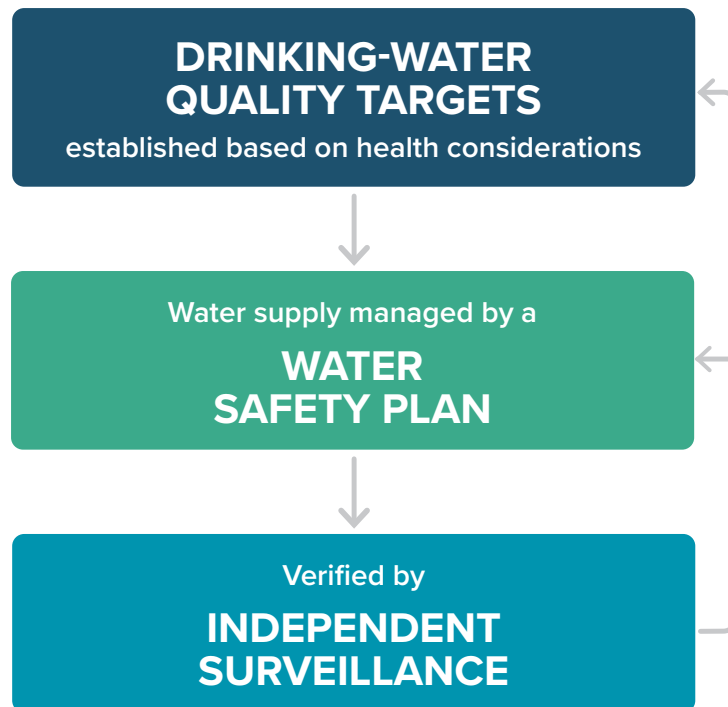 DRINKING-WATER
QUALITY TARGETS
established based on health considerations
Water supply managed by a
WATER
SAFETY PLAN
Verified by
INDEPENDENT
SURVEILLANCE